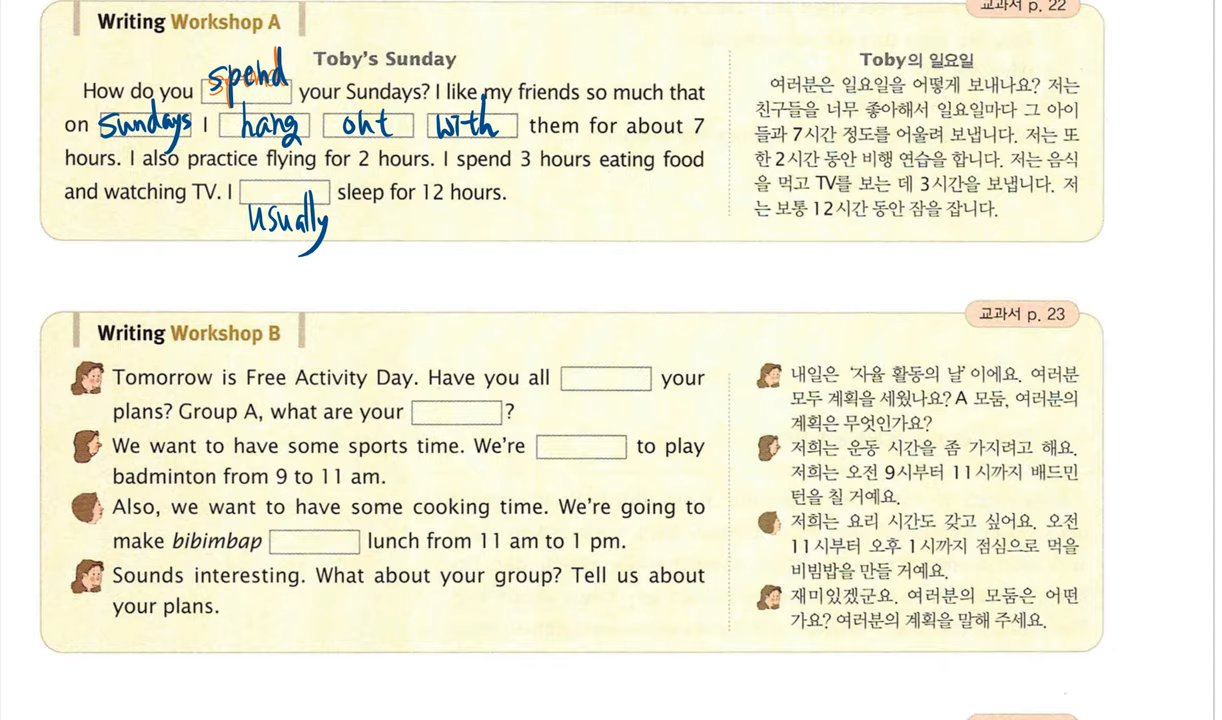 교과서 p. 22
Writing Workshop A
Toby's Sunday
How do you spend your Sundays? I like my friends so much that
on Sundays I hang out with them for about 7
hours. I also practice flying for 2 hours. I spend 3 hours eating food
and watching TV. I usually sleep for 12 hours.
Toby의 일요일
여러분은 일요일을 어떻게 보내나요? 저는
친구들을 너무 좋아해서 일요일마다 그 아이
들과 7시간 정도를 어울려 보냅니다. 저는 또
한 2시간 동안 비행 연습을 합니다. 저는 음식
을 먹고 TV를 보는 데 3시간을 보냅니다. 저
는 보통 12시간 동안 잠을 잡니다.
교과서 p. 23
Writing Workshop B
Tomorrow is Free Activity Day. Have you all your
plans? Group A, what are your ?
We want to have some sports time. We're to play
badminton from 9 to 11 am.
Also, we want to have some cooking time. We're going to
make bibimbap lunch from 11 am to 1 pm.
Sounds interesting. What about your group? Tell us about
your plans.
내일은 '자율 활동의 날'이에요. 여러분
모두 계획을 세웠나요? A 모둠, 여러분의
계획은 무엇인가요?
저희는 운동 시간을 좀 가지려고 해요.
저희는 오전 9시부터 11시까지 배드민
턴을 칠 거예요.
저희는 요리 시간도 갖고 싶어요. 오전
11시부터 오후 1시까지 점심으로 먹을
비빔밥을 만들 거예요.
재미있겠군요. 여러분의 모둠은 어떤
가요? 여러분의 계획을 말해 주세요.